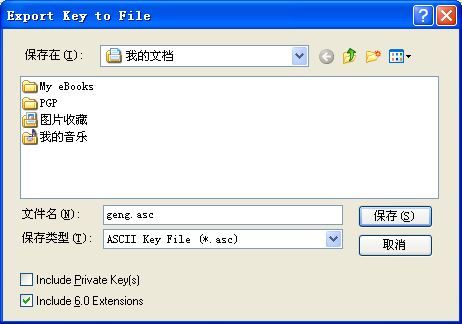 Export Key to File
保存在(I): 我的文档
My eBooks
PGP
图片收藏
我的音乐
文件名(N): geng.asc 保存(S)
保存类型(T): ASCII Key File (*.asc) 取消
Include Private Key(s)
Include 6.0 Extensions